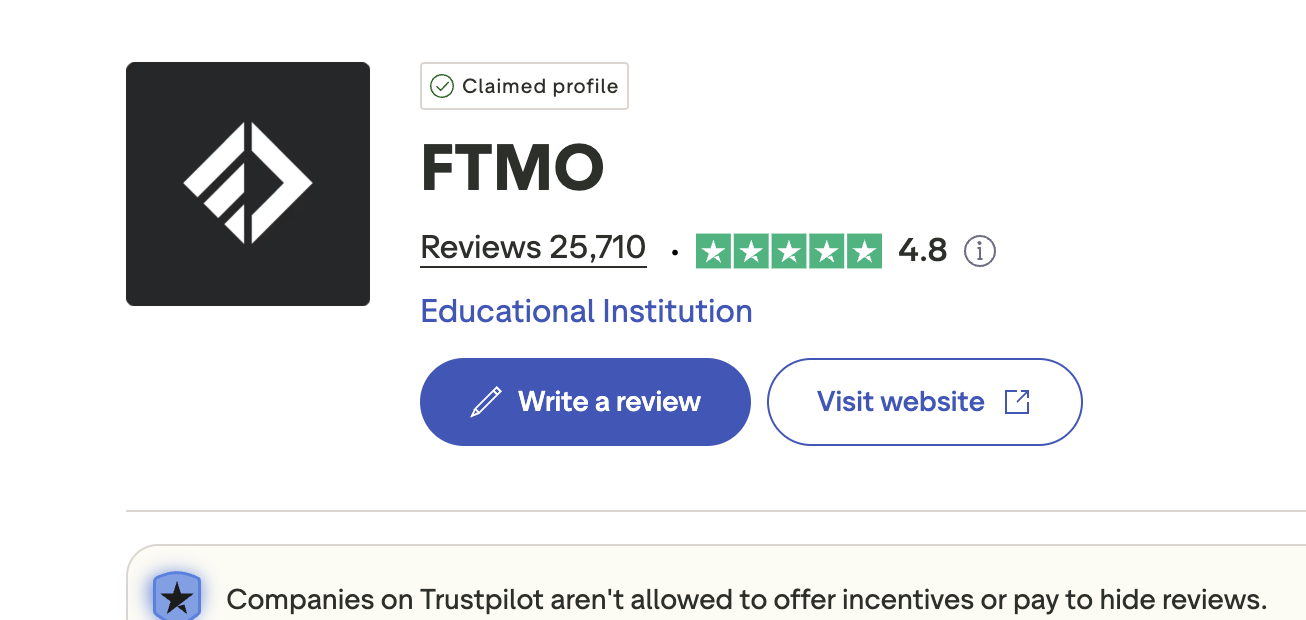 Claimed profile
FTMO
Reviews 25,710 • 4.8
Educational Institution
Write a review
Visit website
Companies on Trustpilot aren't allowed to offer incentives or pay to hide reviews.